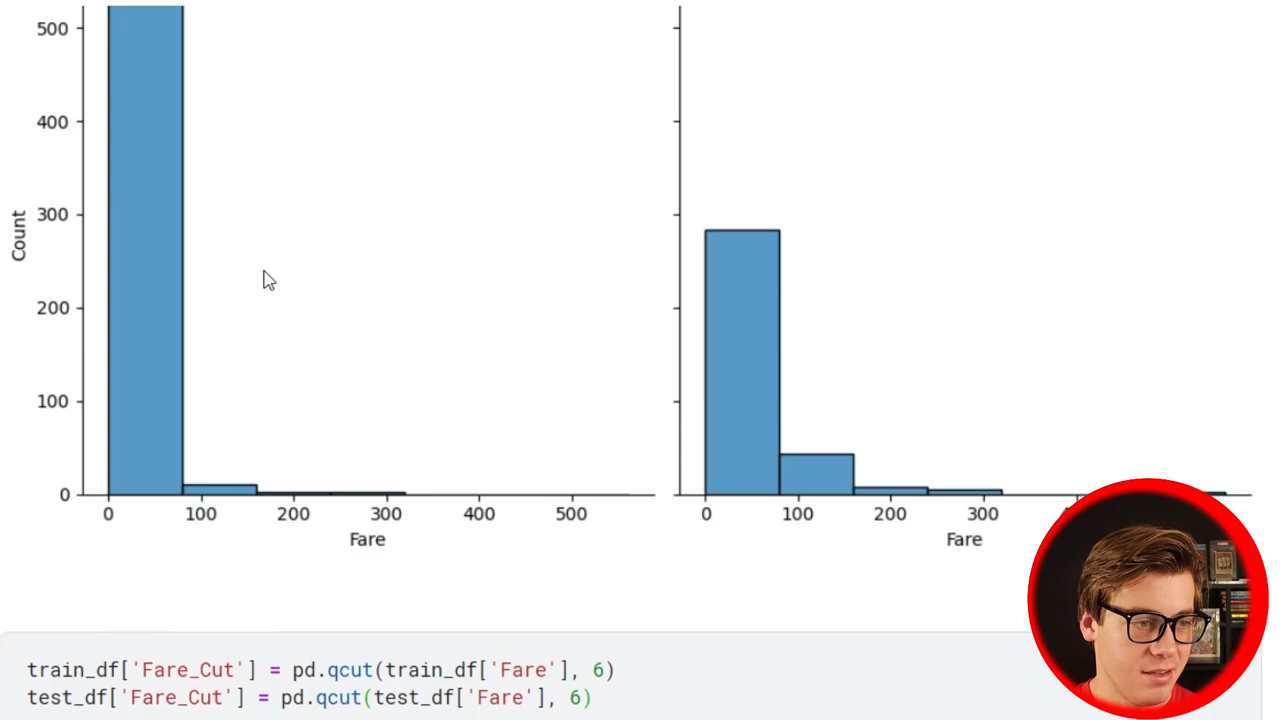 500
400
300
200
100
0
Count
0 100 200 300 400 500
Fare
0 100 200 300
Fare
train_df['Fare_Cut'] = pd.qcut(train_df['Fare'], 6)
test_df['Fare_Cut'] = pd.qcut(test_df['Fare'], 6)